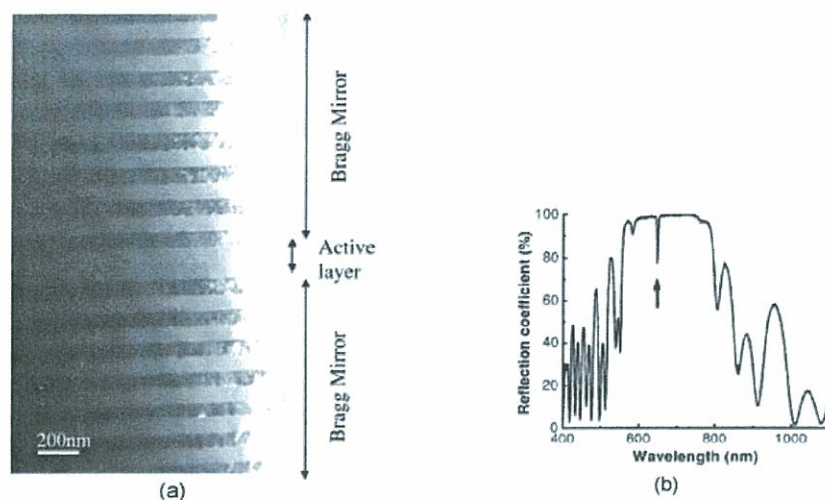 Bragg Mirror
Active
layer
Bragg Mirror
200nm
(a)
Reflection coefficient (%)
100
80
60
40
20
0
400
600
800
1000
Wavelength (nm)
(b)